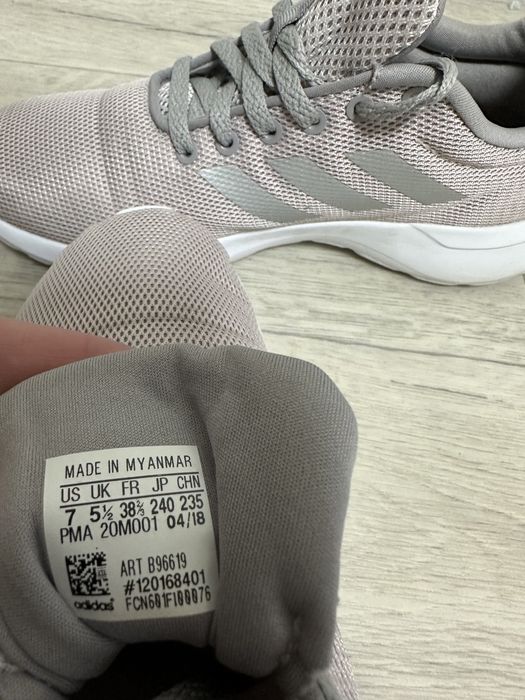 MADE IN MYANMAR
US UK FR JP CHN
7 5½ 38⅔ 240 235
PMA 20M001 04/18
ART B96619
#120168401
adidas FCN601FI00076